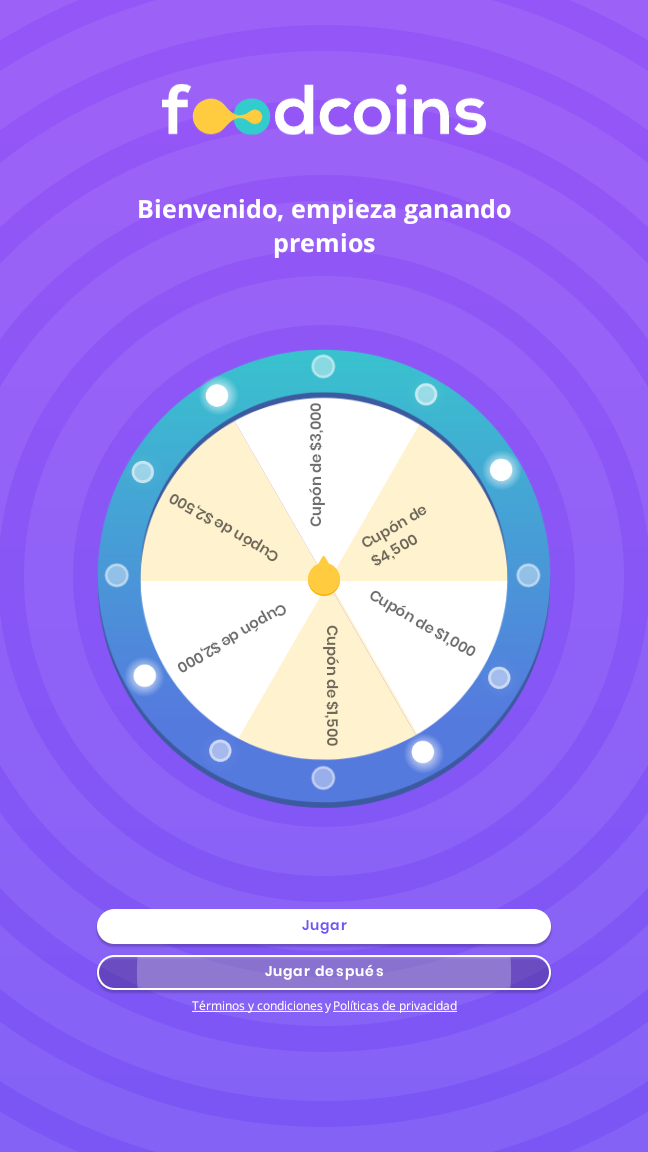 foodcoins
Bienvenido, empieza ganando
premios
Cupón de $3,000
Cupón de
$4,500
Cupón de $1,000
Cupón de $1,500
Cupón de $2,000
Cupón de $2,500
Jugar
Jugar después
Términos y condiciones y Políticas de privacidad